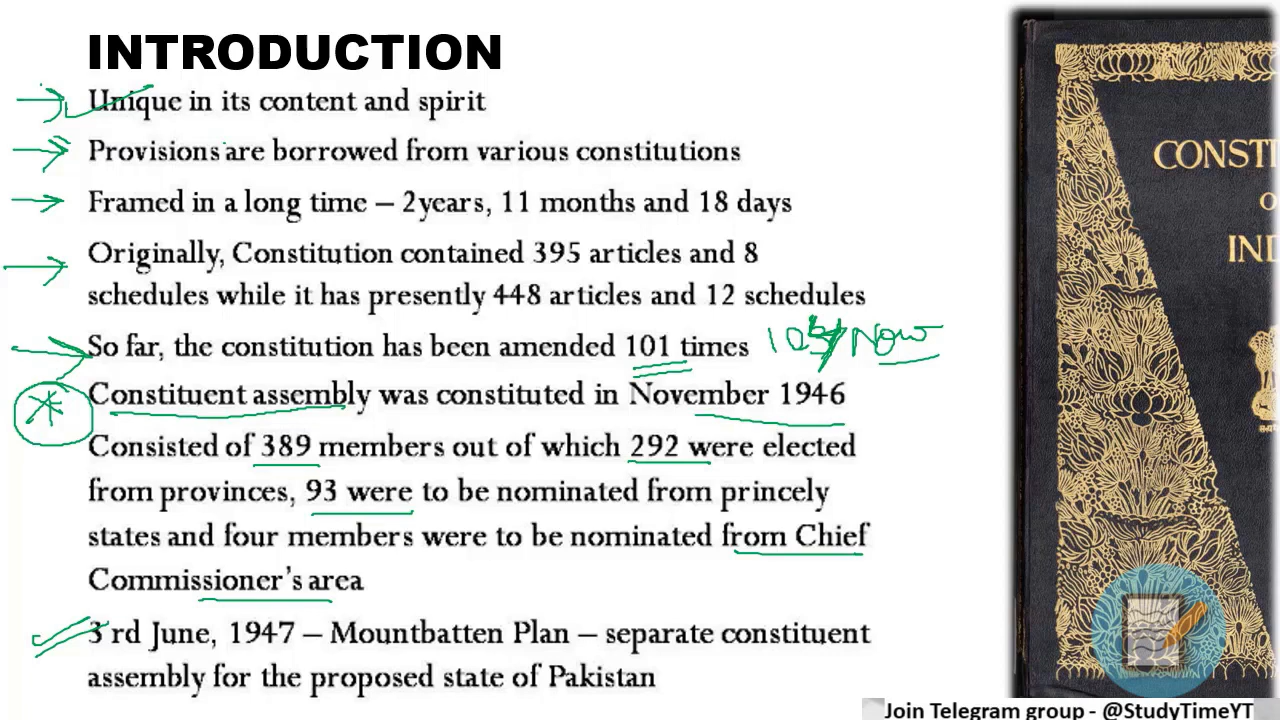 INTRODUCTION
Unique in its content and spirit
Provisions are borrowed from various constitutions
Framed in a long time – 2years, 11 months and 18 days
Originally, Constitution contained 395 articles and 8
schedules while it has presently 448 articles and 12 schedules
So far, the constitution has been amended 101 times
Now
Constituent assembly was constituted in November 1946
Consisted of 389 members out of which 292 were elected
from provinces, 93 were to be nominated from princely
states and four members were to be nominated from Chief
Commissioner's area
3 rd June, 1947 – Mountbatten Plan – separate constituent
assembly for the proposed state of Pakistan
CONSTI
O
IND
Join Telegram group - @StudyTimeYT